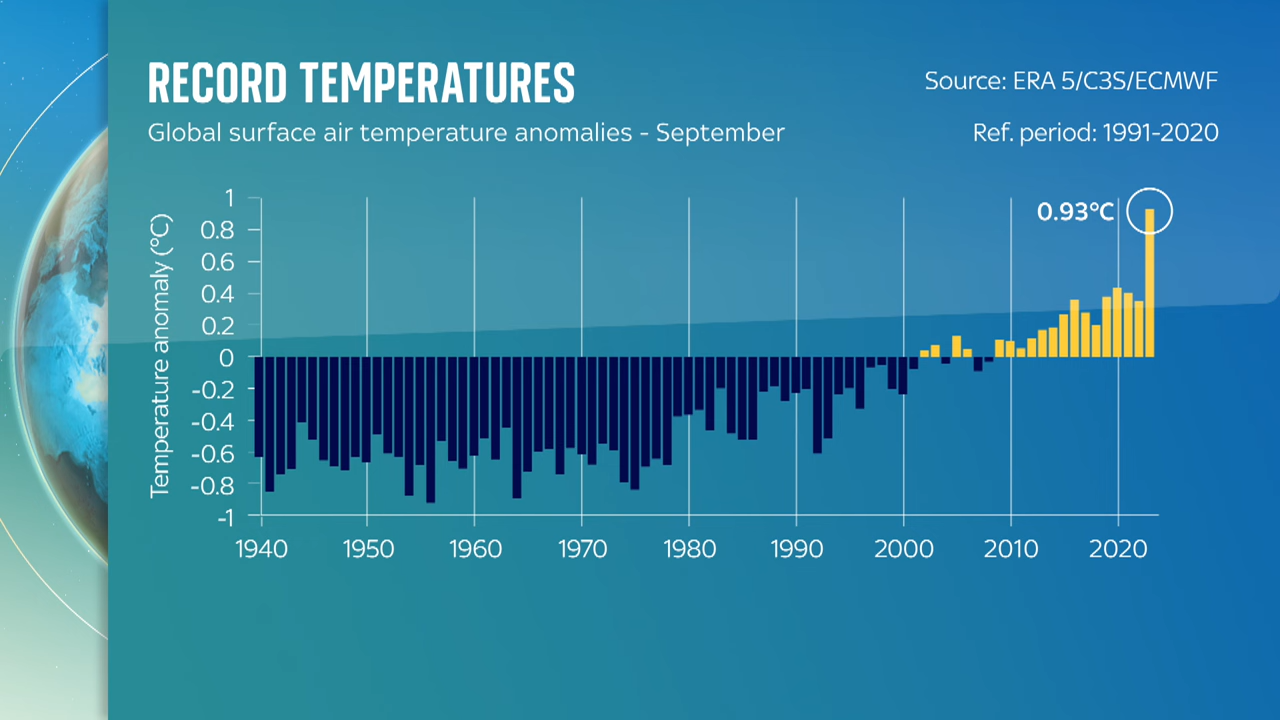 RECORD TEMPERATURES
Global surface air temperature anomalies - September
Source: ERA 5/C3S/ECMWF
Ref. period: 1991-2020
Temperature anomaly (°C)
1
0.8
0.6
0.4
0.2
0
-0.2
-0.4
-0.6
-0.8
-1
0.93°C
1940 1950 1960 1970 1980 1990 2000 2010 2020